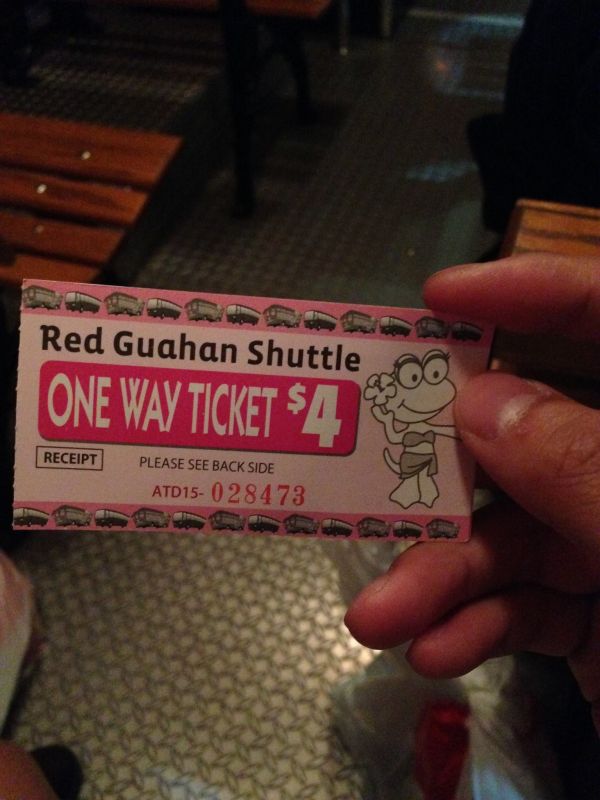 Red Guahan Shuttle
ONE WAY TICKET $4
RECEIPT
PLEASE SEE BACK SIDE
ATD15- 028473